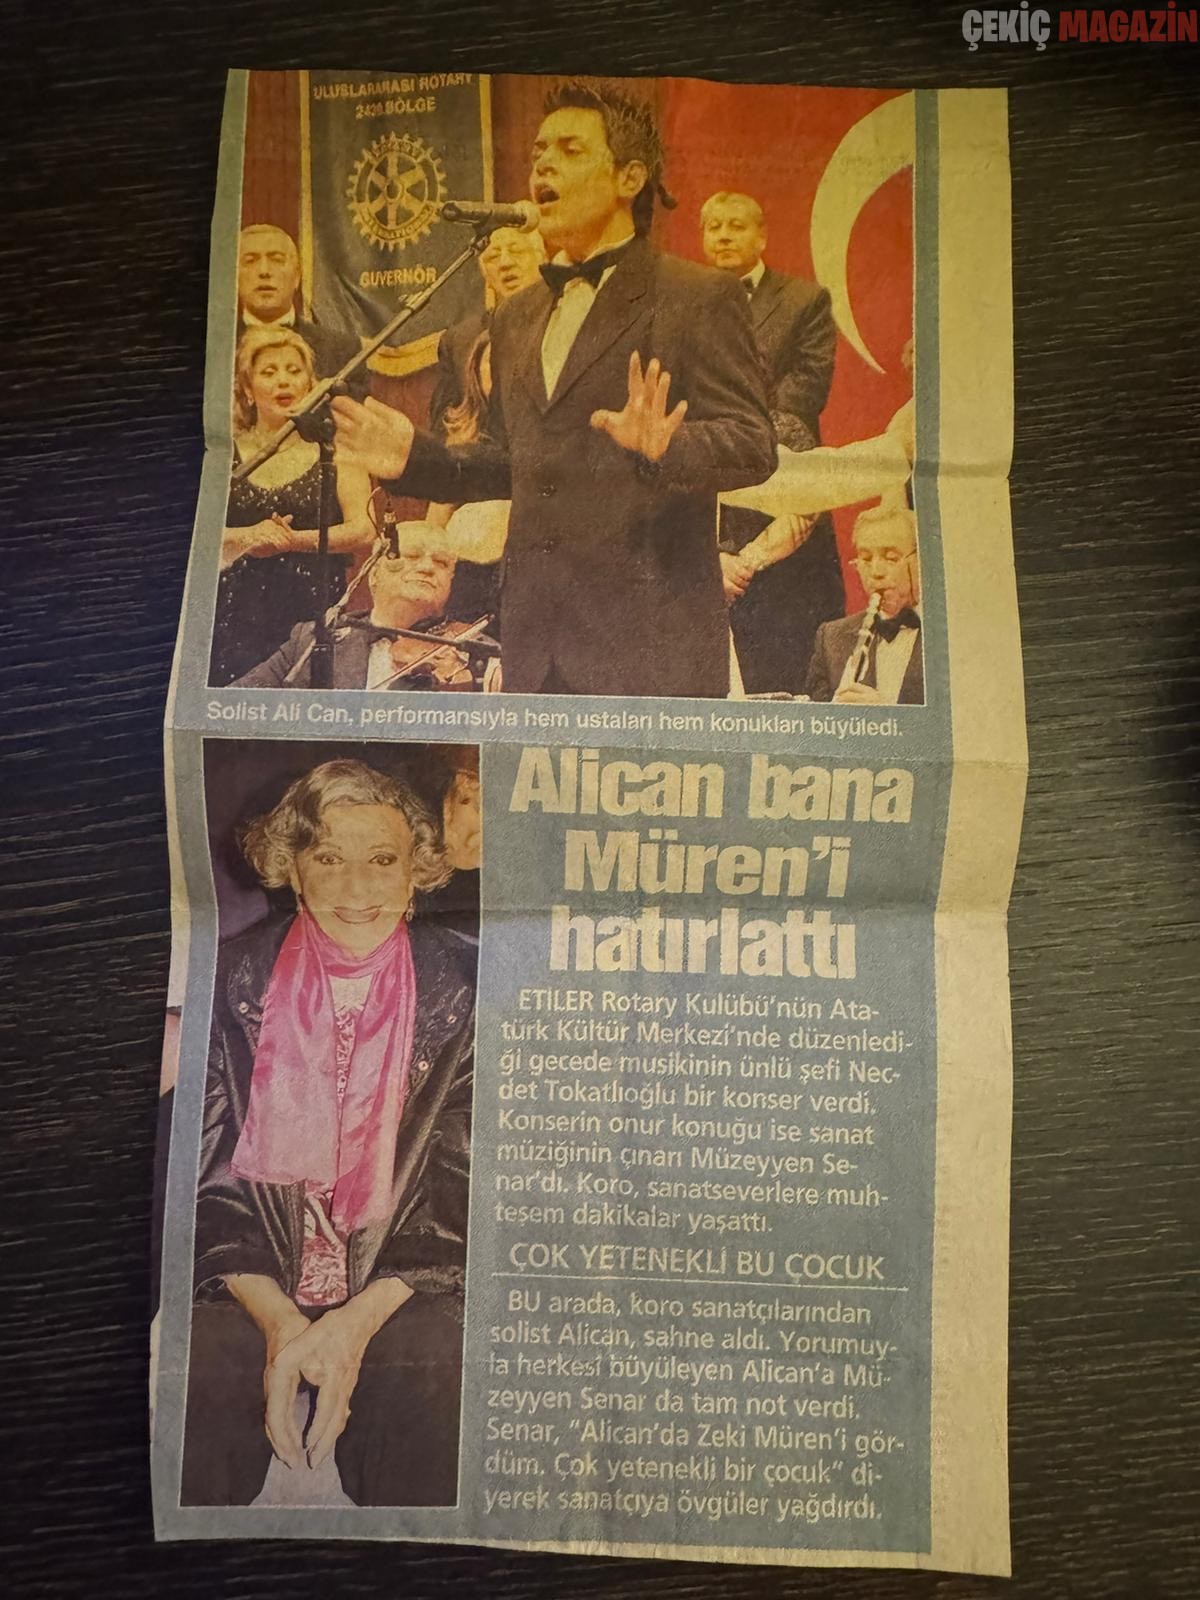 ÇEKİÇ MAGAZİN
ULUSLARARASI ROTARY
2420.BÖLGE
GUVERNÖR
Solist Ali Can, performansıyla hem ustaları hem konukları büyüledi.
Alican bana
Müren'i
hatırlattı
ETİLER Rotary Kulübü'nün Ata-
türk Kültür Merkezi'nde düzenledi-
ği gecede musikinin ünlü şefi Nec-
det Tokatlıoğlu bir konser verdi.
Konserin onur konuğu ise sanat
müziğinin çınarı Müzeyyen Se-
nar'dı. Koro, sanatseverlere muh-
teşem dakikalar yaşattı.
ÇOK YETENEKLİ BU ÇOCUK
BU arada, koro sanatçılarından
solist Alican, sahne aldı. Yorumuy-
la herkesi büyüleyen Alican'a Mü-
zeyyen Senar da tam not verdi.
Senar, "Alican'da Zeki Müren'i gör-
düm. Çok yetenekli bir çocuk" di-
yerek sanatçıya övgüler yağdırdı.